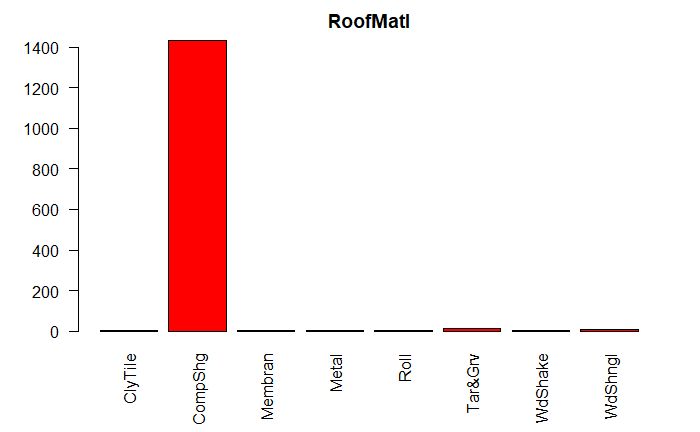 RoofMatl
1400
1200
1000
800
600
400
200
0
ClyTile
CompShg
Membran
Metal
Roll
Tar&Grv
WdShake
WdShngl